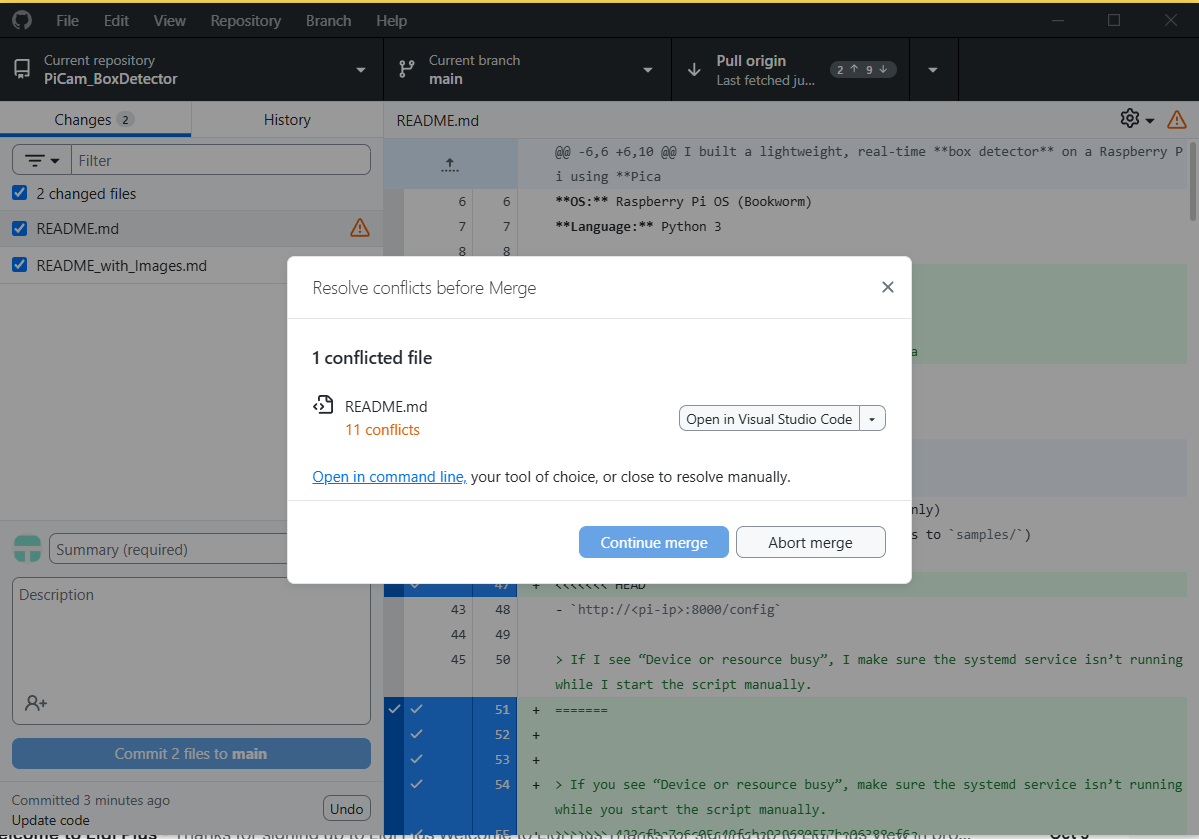 File Edit View Repository Branch Help
Current repository
PiCam_BoxDetector
Current branch
main
Pull origin
Last fetched ju...
2 ↑ 9 ↓
Changes 2
History
README.md
Filter
2 changed files
README.md
README_with_Images.md
@@ -6,6 +6,10 @@ I built a lightweight, real-time **box detector** on a Raspberry P
i using **Pica
6 6 **OS:** Raspberry Pi OS (Bookworm)
7 7 **Language:** Python 3
8 8
a
Resolve conflicts before Merge
1 conflicted file
README.md
11 conflicts
Open in Visual Studio Code
Open in command line, your tool of choice, or close to resolve manually.
Continue merge
Abort merge
nly)
s to `samples/`)
47 + <<<<<<< HEAD
43 48 - `http://<pi-ip>:8000/config`
44 49
45 50 > If I see “Device or resource busy”, I make sure the systemd service isn’t running
while I start the script manually.
51 + =======
52 +
53 +
54 + > If you see “Device or resource busy”, make sure the systemd service isn’t running
while you start the script manually.
55
Summary (required)
Description
Commit 2 files to main
Committed 3 minutes ago
Update code
Undo